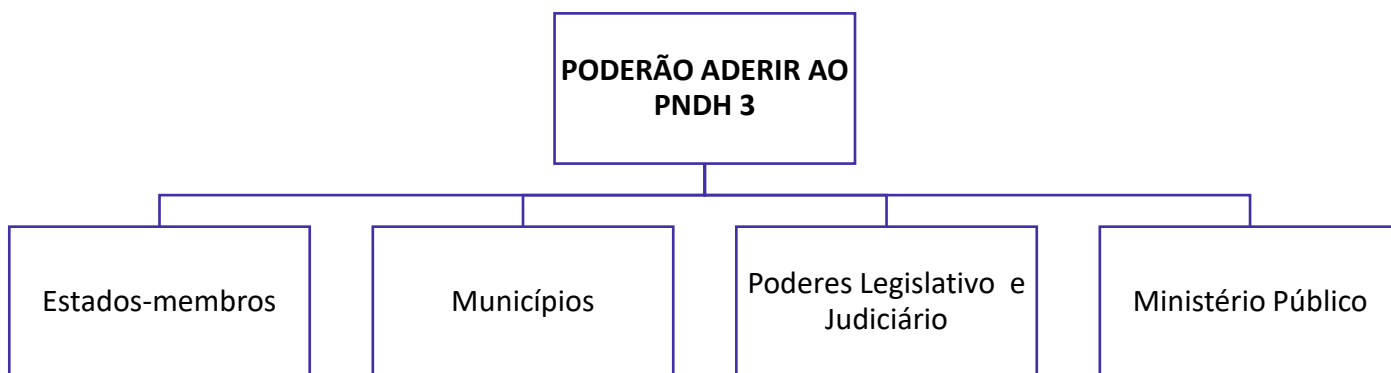 PODERÃO ADERIR AO
PNDH 3
Estados-membros
Municípios
Poderes Legislativo e
Judiciário
Ministério Público